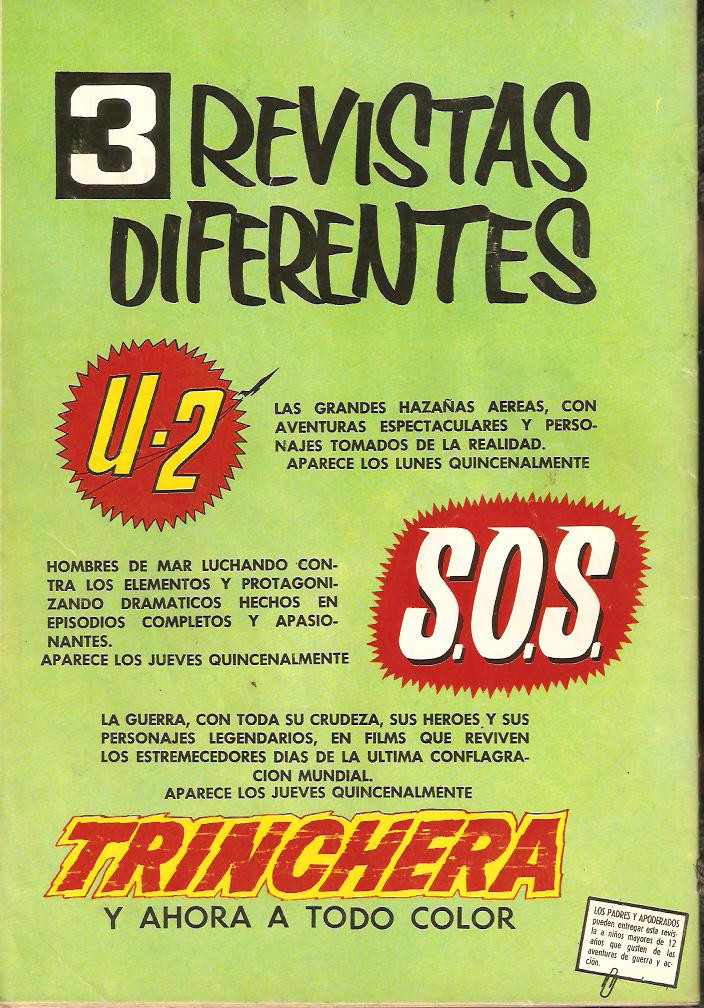 3 REVISTAS
DIFERENTES
U-2
LAS GRANDES HAZAÑAS AEREAS, CON
AVENTURAS ESPECTACULARES Y PERSO-
NAJES TOMADOS DE LA REALIDAD.
APARECE LOS LUNES QUINCENALMENTE
S.O.S.
HOMBRES DE MAR LUCHANDO CON-
TRA LOS ELEMENTOS Y PROTAGONI-
ZANDO DRAMATICOS HECHOS EN
EPISODIOS COMPLETOS Y APASIO-
NANTES.
APARECE LOS JUEVES QUINCENALMENTE
LA GUERRA, CON TODA SU CRUDEZA, SUS HEROES Y SUS
PERSONAJES LEGENDARIOS, EN FILMS QUE REVIVEN
LOS ESTREMECEDORES DIAS DE LA ULTIMA CONFLAGRA-
CION MUNDIAL.
APARECE LOS JUEVES QUINCENALMENTE
TRINCHERA
Y AHORA A TODO COLOR
LOS PADRES Y APODERADOS
pueden entregar esta revis-
ta a niños mayores de 12
años que gusten de las
aventuras de guerra y ac-
ción.